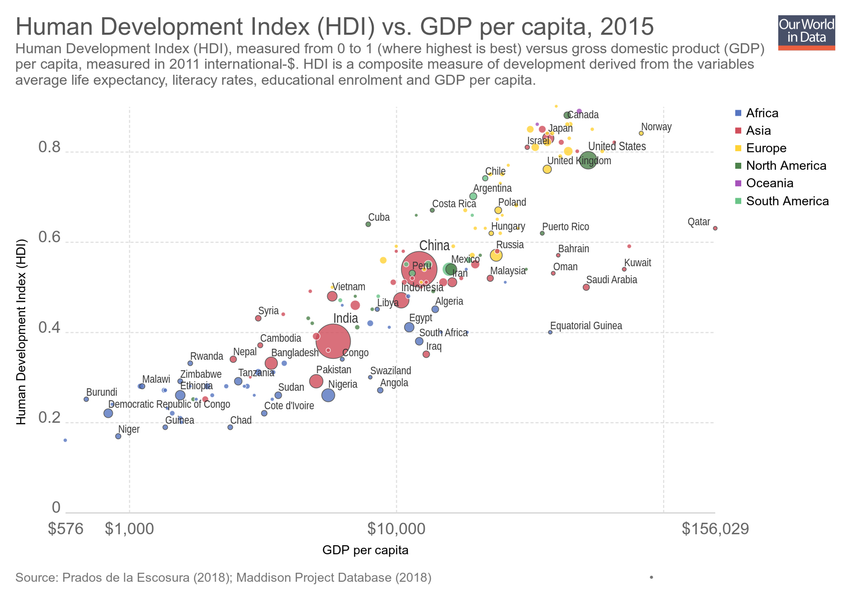 Human Development Index (HDI) vs. GDP per capita, 2015
Our World
in Data
Human Development Index (HDI), measured from 0 to 1 (where highest is best) versus gross domestic product (GDP)
per capita, measured in 2011 international-$. HDI is a composite measure of development derived from the variables
average life expectancy, literacy rates, educational enrolment and GDP per capita.
Africa
Asia
Europe
North America
Oceania
South America
Human Development Index (HDI)
0.8
0.6
0.4
0.2
0
Canada
Japan
Norway
Israel
United States
United Kingdom
Chile
Argentina
Costa Rica
Poland
Cuba
Hungary
Puerto Rico
Qatar
China
Russia
Bahrain
Peru
Mexico
Iran
Malaysia
Oman
Kuwait
Saudi Arabia
Vietnam
Indonesia
Libya
Algeria
Syria
India
Egypt
South Africa
Equatorial Guinea
Cambodia
Iraq
Rwanda
Nepal
Bangladesh
Congo
Malawi
Zimbabwe
Tanzania
Pakistan
Swaziland
Ethiopia
Sudan
Nigeria
Angola
Burundi
Democratic Republic of Congo
Cote d'Ivoire
Guinea
Chad
Niger
$576
$1,000
$10,000
$156,029
GDP per capita
Source: Prados de la Escosura (2018); Maddison Project Database (2018)